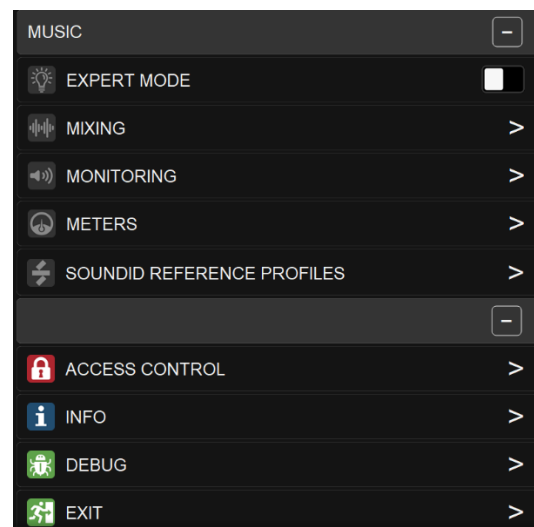 MUSIC
EXPERT MODE
MIXING
MONITORING
METERS
SOUNDID REFERENCE PROFILES
ACCESS CONTROL
INFO
DEBUG
EXIT